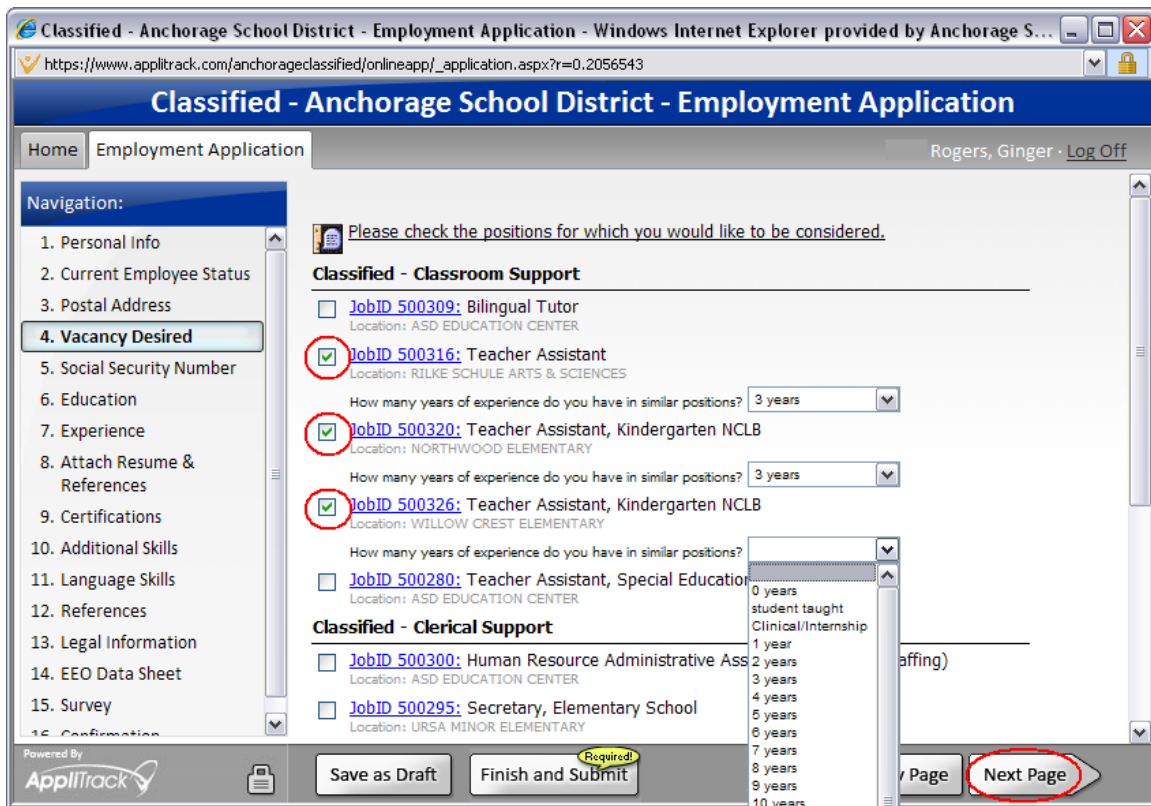 Classified - Anchorage School District - Employment Application - Windows Internet Explorer provided by Anchorage S...
https://www.applitrack.com/anchorageclassified/onlineapp/_application.aspx?r=0.2056543
Classified - Anchorage School District - Employment Application
Home Employment Application Rogers, Ginger · Log Off
Navigation:
1. Personal Info
2. Current Employee Status
3. Postal Address
4. Vacancy Desired
5. Social Security Number
6. Education
7. Experience
8. Attach Resume &
References
9. Certifications
10. Additional Skills
11. Language Skills
12. References
13. Legal Information
14. EEO Data Sheet
15. Survey
16. Confirmation
Please check the positions for which you would like to be considered.
Classified - Classroom Support
JobID 500309: Bilingual Tutor
Location: ASD EDUCATION CENTER
JobID 500316: Teacher Assistant
Location: RILKE SCHULE ARTS & SCIENCES
How many years of experience do you have in similar positions? 3 years
JobID 500320: Teacher Assistant, Kindergarten NCLB
Location: NORTHWOOD ELEMENTARY
How many years of experience do you have in similar positions? 3 years
JobID 500326: Teacher Assistant, Kindergarten NCLB
Location: WILLOW CREST ELEMENTARY
How many years of experience do you have in similar positions?
JobID 500280: Teacher Assistant, Special Education
Location: ASD EDUCATION CENTER
Classified - Clerical Support
JobID 500300: Human Resource Administrative Ass affing)
Location: ASD EDUCATION CENTER
JobID 500295: Secretary, Elementary School
Location: URSA MINOR ELEMENTARY
0 years
student taught
Clinical/Internship
1 year
2 years
3 years
4 years
5 years
6 years
7 years
8 years
9 years
10 years
Powered By
AppliTrack
Save as Draft
Required!
Finish and Submit
Page
Next Page